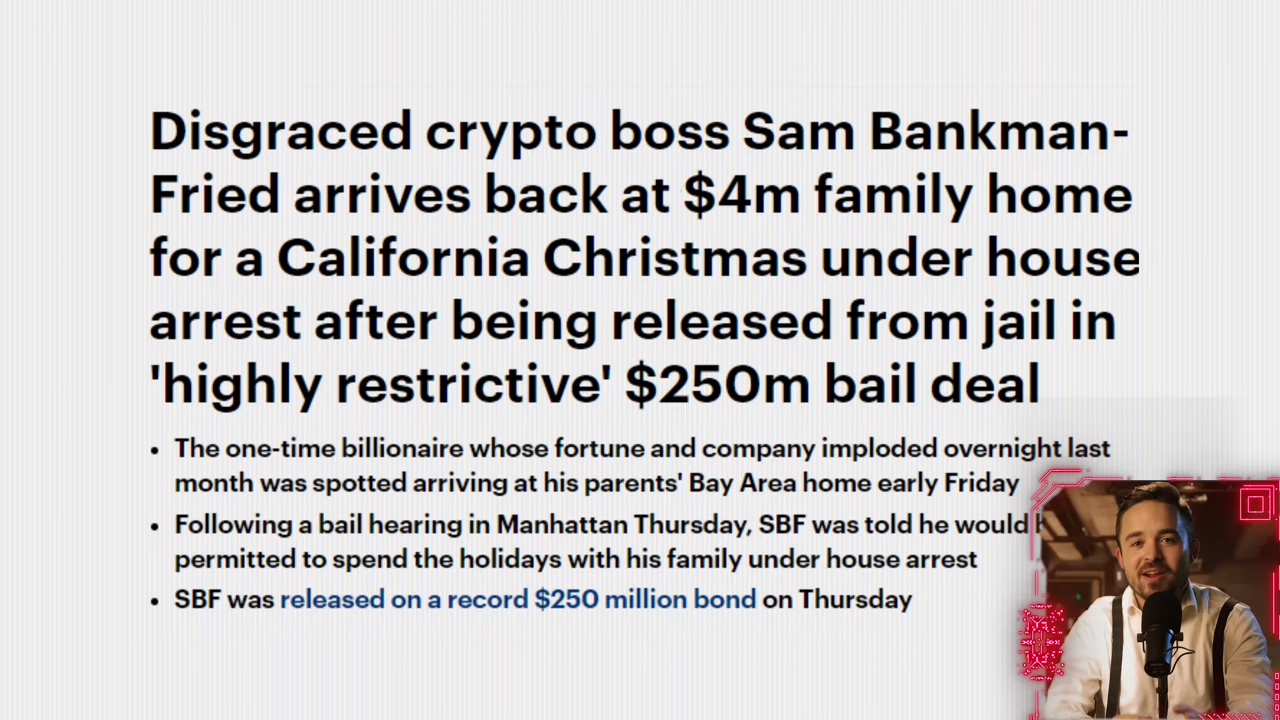 Disgraced crypto boss Sam Bankman-
Fried arrives back at $4m family home
for a California Christmas under house
arrest after being released from jail in
'highly restrictive' $250m bail deal
• The one-time billionaire whose fortune and company imploded overnight last
month was spotted arriving at his parents' Bay Area home early Friday
• Following a bail hearing in Manhattan Thursday, SBF was told he would
permitted to spend the holidays with his family under house arrest
• SBF was released on a record $250 million bond on Thursday